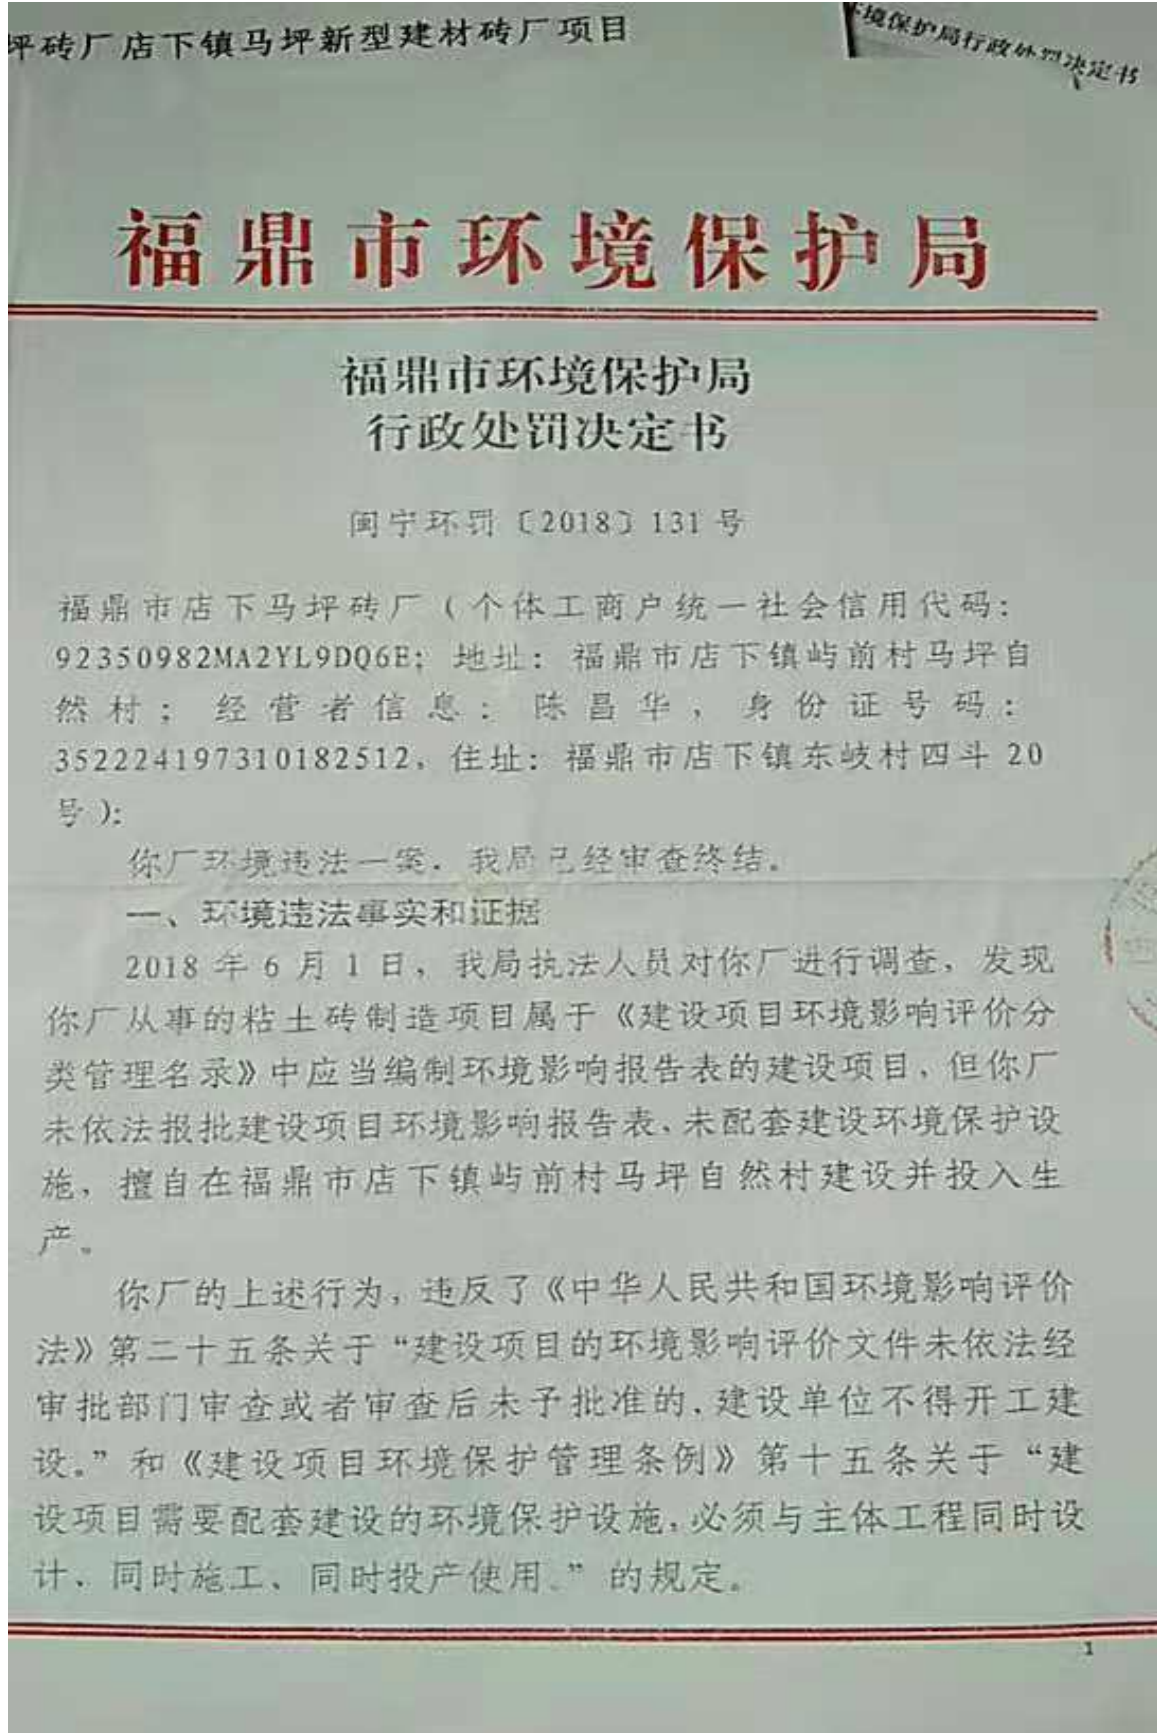 坪砖厂店下镇马坪新型建材砖厂项目
环境保护局行政处罚决定书
福鼎市环境保护局
福鼎市环境保护局
行政处罚决定书
闽宁环罚〔2018〕131号
福鼎市店下马坪砖厂（个体工商户统一社会信用代码：
92350982MA2YL9DQ6E；地址：福鼎市店下镇屿前村马坪自
然村；经营者信息：陈昌华，身份证号码：
352224197310182512，住址：福鼎市店下镇东岐村四斗20
号）：
你厂环境违法一案，我局已经审查终结。
一、环境违法事实和证据
2018年6月1日，我局执法人员对你厂进行调查，发现
你厂从事的粘土砖制造项目属于《建设项目环境影响评价分
类管理名录》中应当编制环境影响报告表的建设项目，但你厂
未依法报批建设项目环境影响报告表、未配套建设环境保护设
施，擅自在福鼎市店下镇屿前村马坪自然村建设并投入生
产。
你厂的上述行为，违反了《中华人民共和国环境影响评价
法》第二十五条关于“建设项目的环境影响评价文件未依法经
审批部门审查或者审查后未予批准的，建设单位不得开工建
设。”和《建设项目环境保护管理条例》第十五条关于“建
设项目需要配套建设的环境保护设施，必须与主体工程同时设
计、同时施工、同时投产使用。”的规定。
1